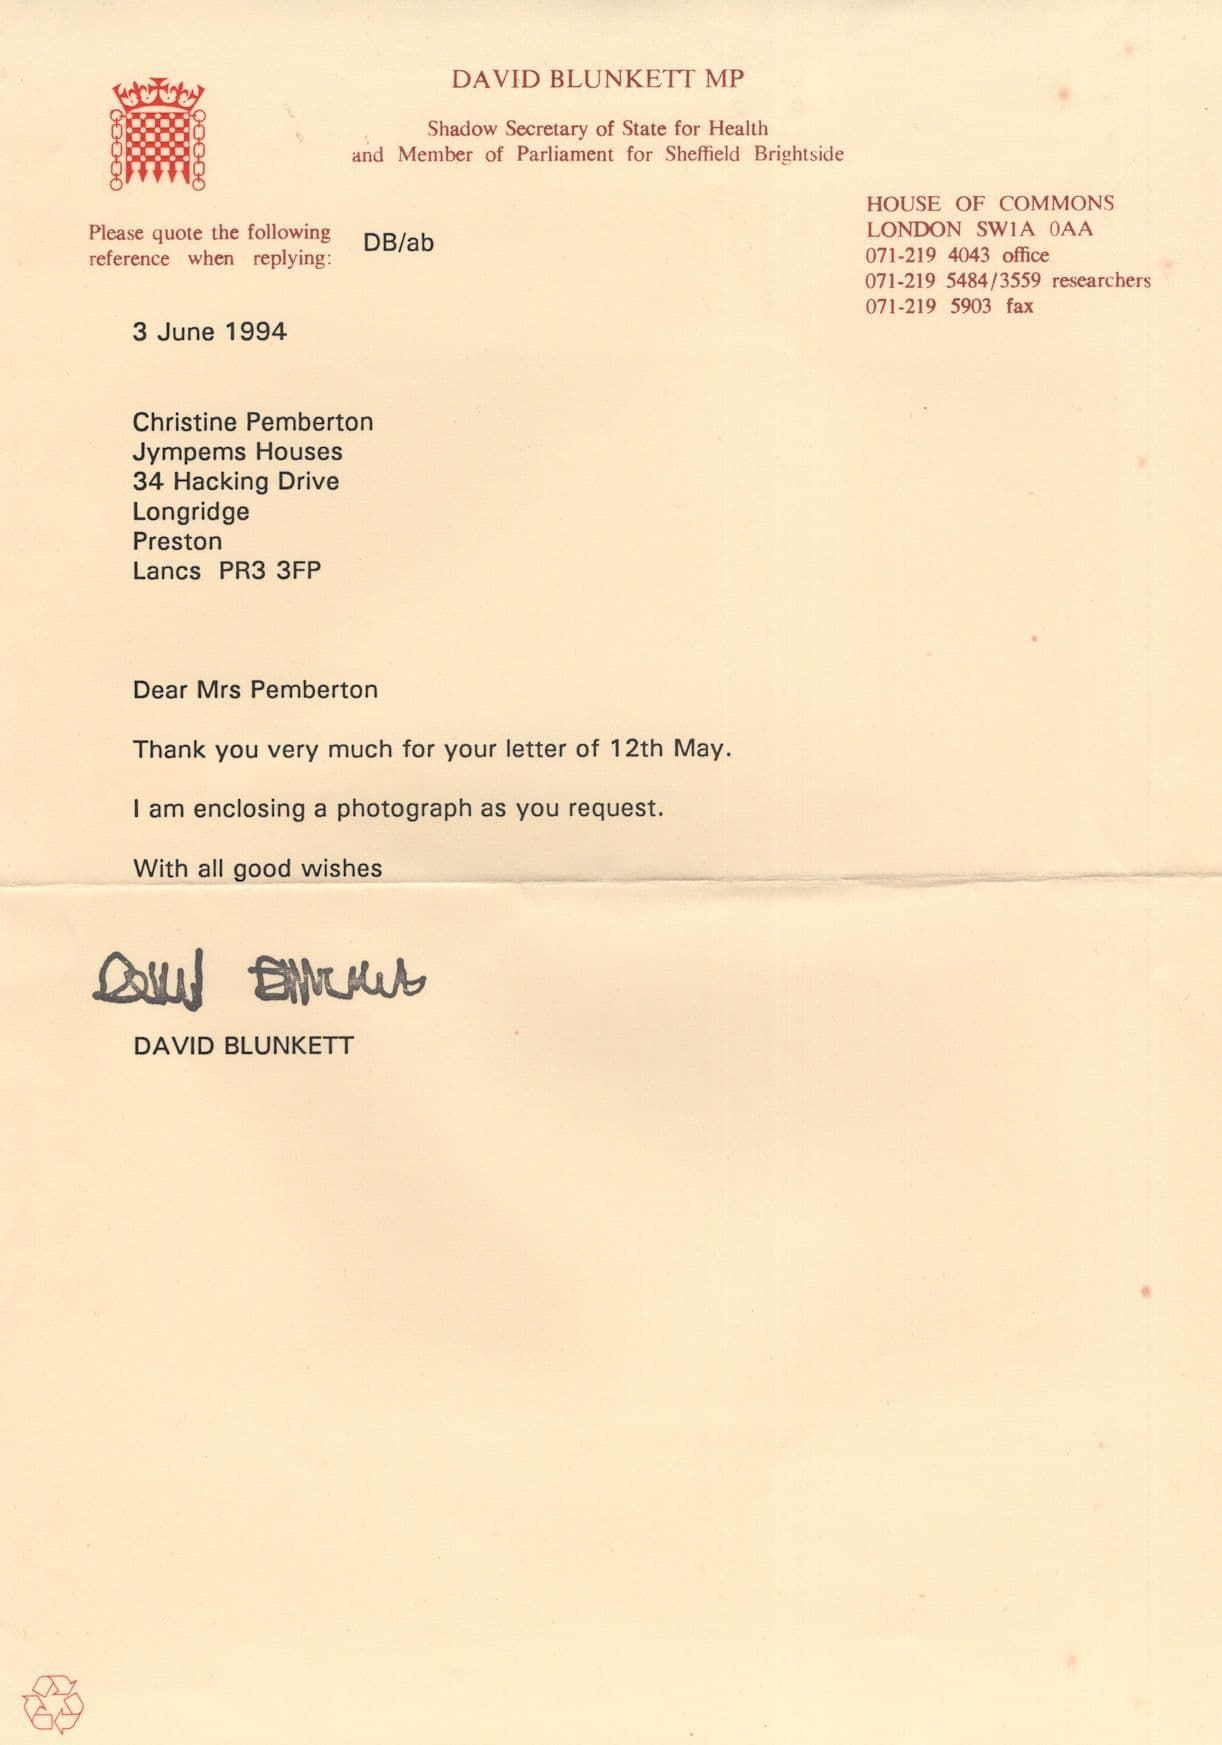 DAVID BLUNKETT MP
Shadow Secretary of State for Health
and Member of Parliament for Sheffield Brightside
HOUSE OF COMMONS
LONDON SW1A 0AA
071-219 4043 office
071-219 5484/3559 researchers
071-219 5903 fax
Please quote the following
reference when replying:
DB/ab
3 June 1994
Christine Pemberton
Jympems Houses
34 Hacking Drive
Longridge
Preston
Lancs PR3 3FP
Dear Mrs Pemberton
Thank you very much for your letter of 12th May.
I am enclosing a photograph as you request.
With all good wishes
David Blunkett
DAVID BLUNKETT